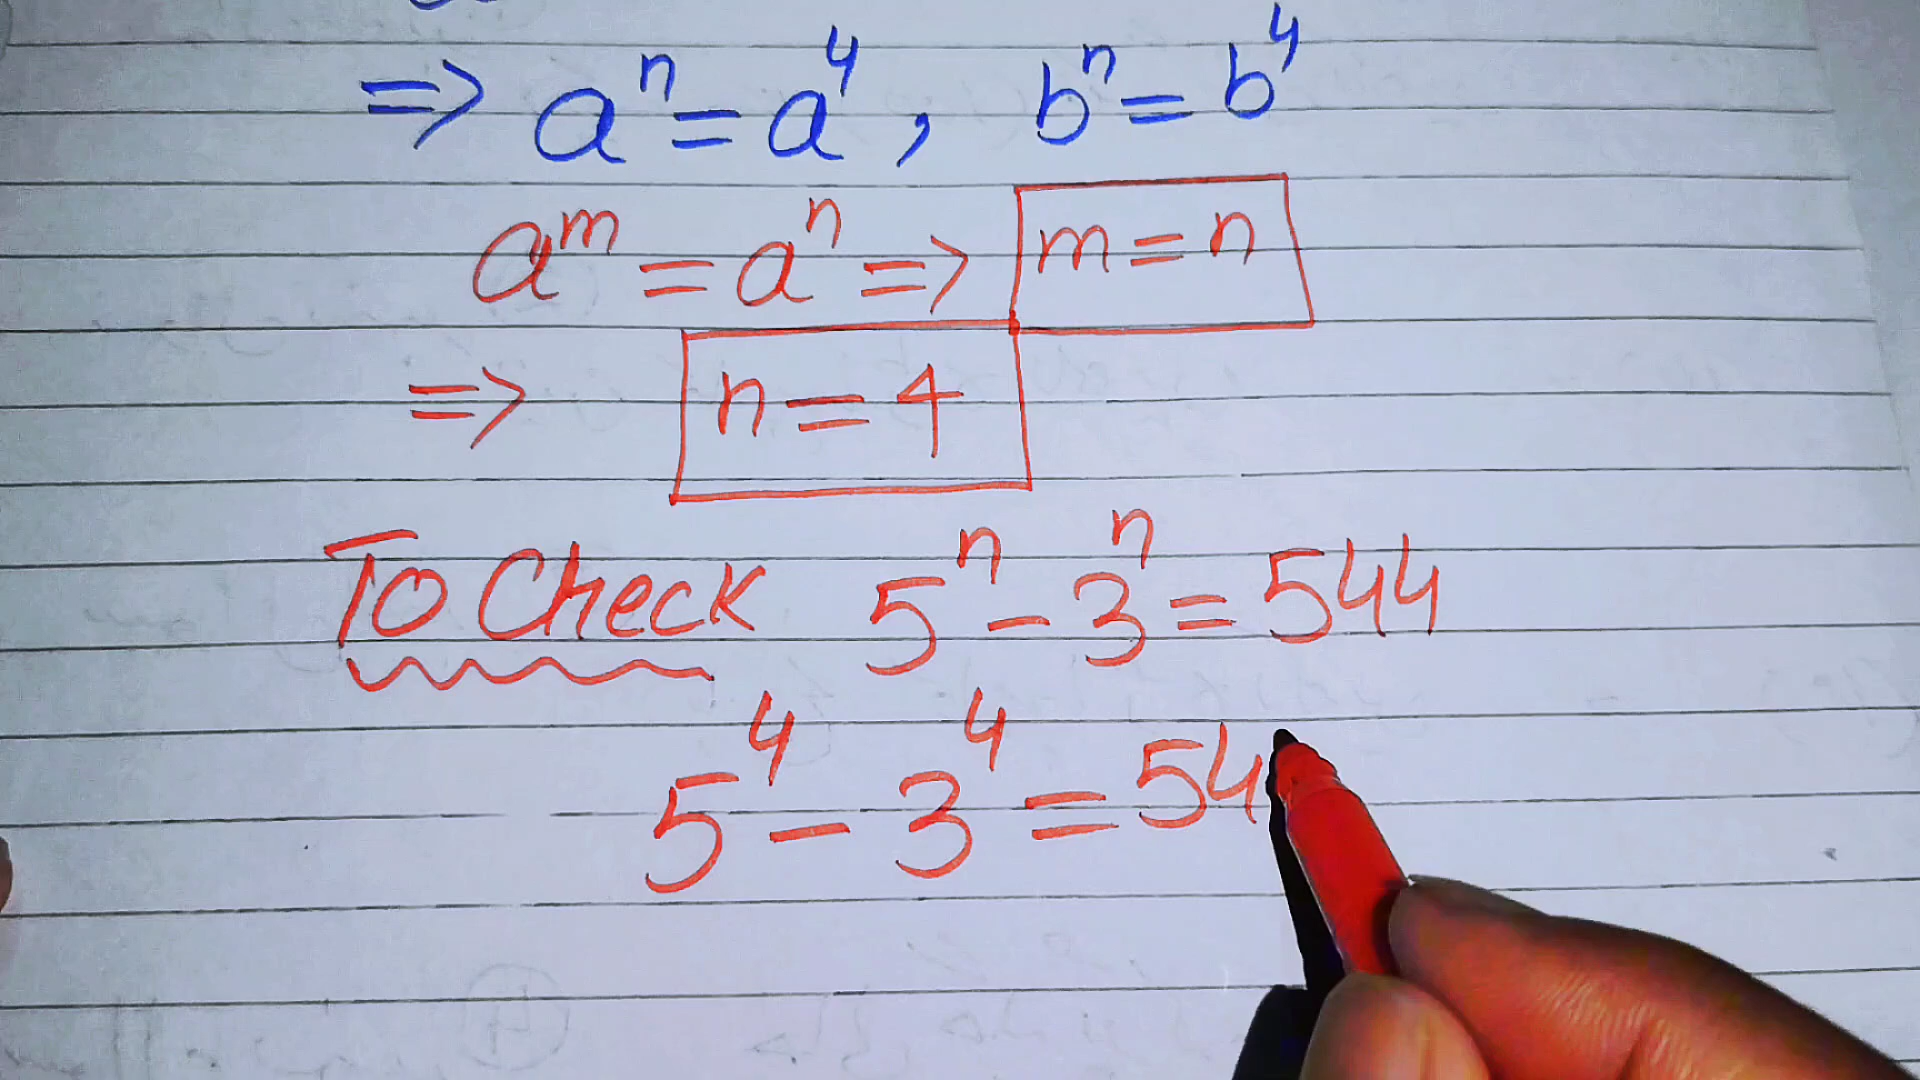 => aⁿ = a⁴ , bⁿ = b⁴
aᵐ = aⁿ => m = n
=> n = 4
To Check 5ⁿ - 3ⁿ = 544
5⁴ - 3⁴ = 54